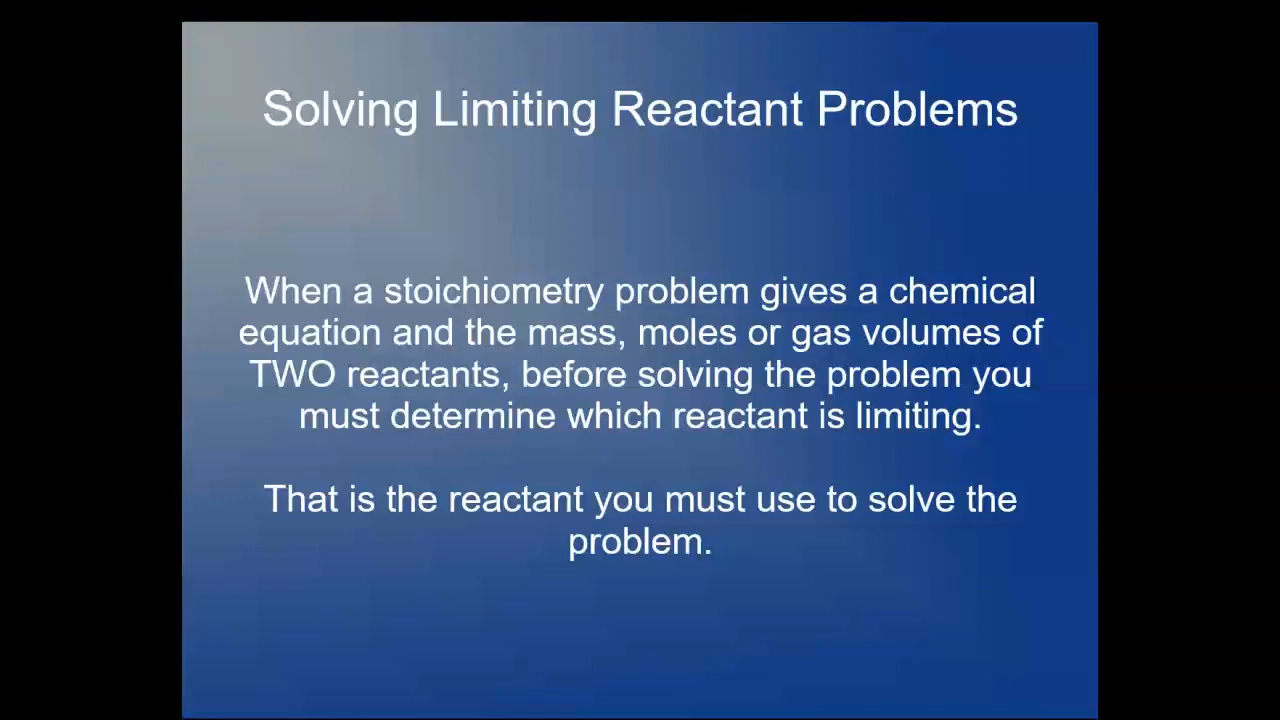 Solving Limiting Reactant Problems
When a stoichiometry problem gives a chemical
equation and the mass, moles or gas volumes of
TWO reactants, before solving the problem you
must determine which reactant is limiting.
That is the reactant you must use to solve the
problem.